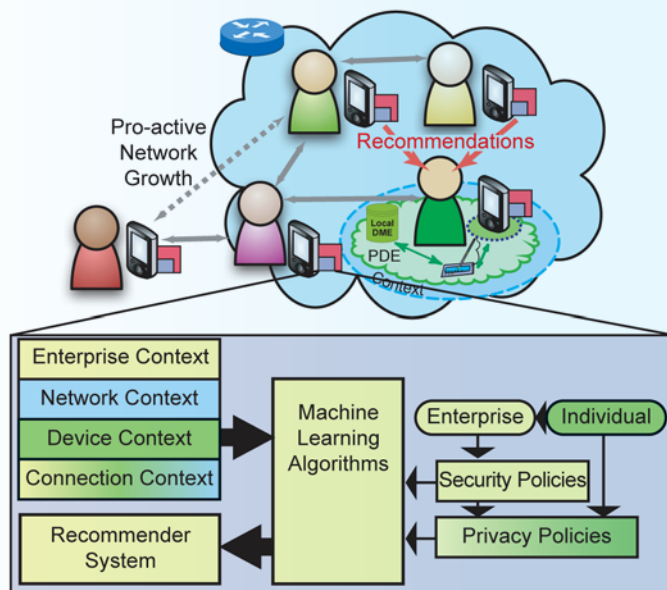 Pro-active
Network
Growth
Recommendations
Local
DME
PDE
Context
Enterprise Context
Network Context
Device Context
Connection Context
Recommender
System
Machine
Learning
Algorithms
Enterprise
Individual
Security Policies
Privacy Policies